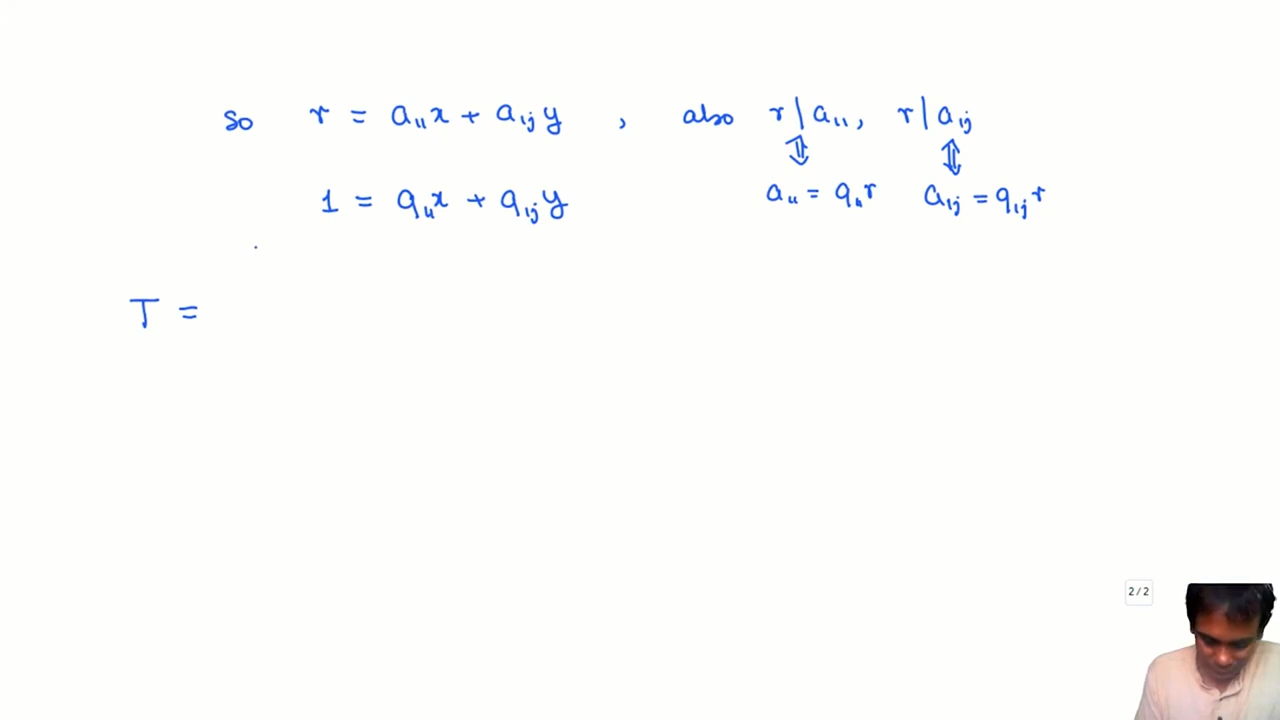 so r = a₁₁x + a₁ⱼy , also r | a₁₁, r | a₁ⱼ
⇕ ⇕
1 = q₁₁x + q₁ⱼy a₁₁ = q₁₁r a₁ⱼ = q₁ⱼr
T =
2/2